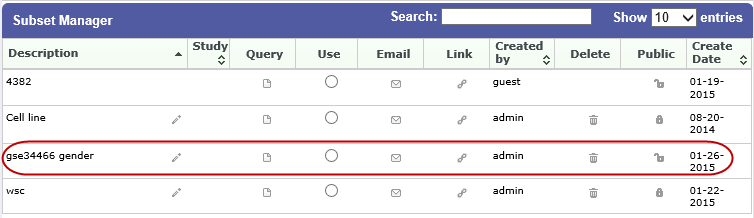 Subset Manager Search: Show 10 entries
Description Study Query Use Email Link Created by Delete Public Create Date
4382 guest 01-19-2015
Cell line admin 08-20-2014
gse34466 gender admin 01-26-2015
wsc admin 01-22-2015